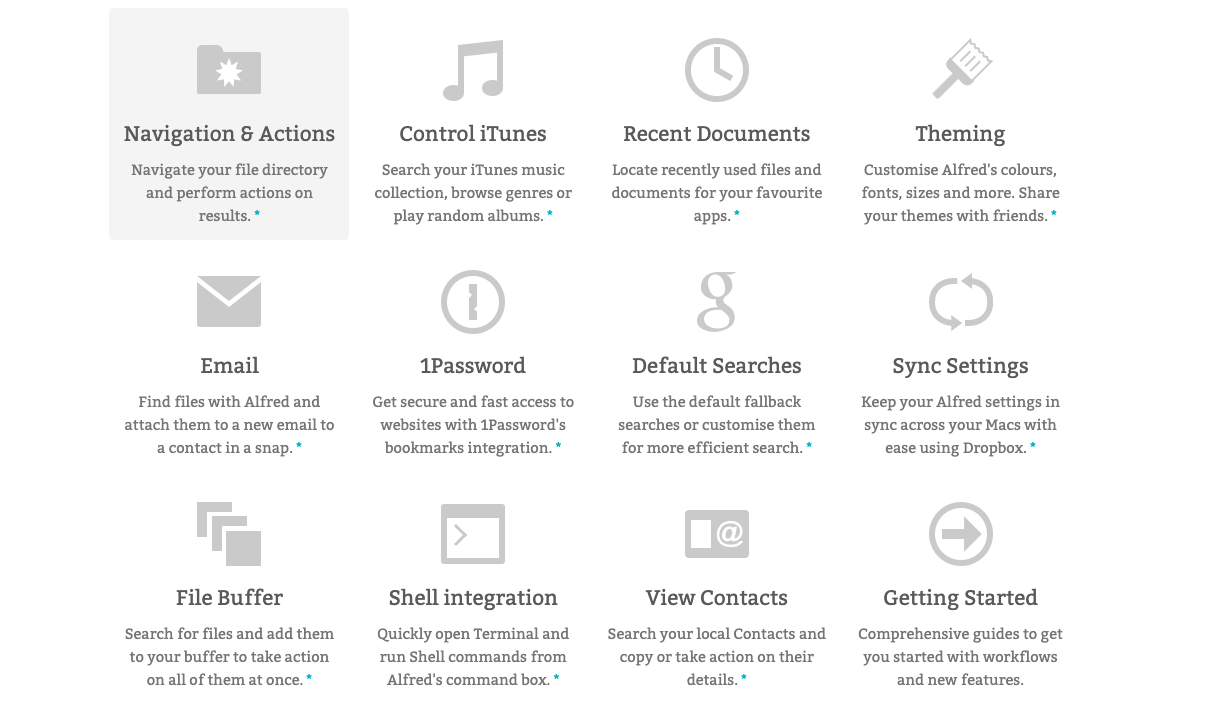 Navigation & Actions
Navigate your file directory
and perform actions on
results. *
Control iTunes
Search your iTunes music
collection, browse genres or
play random albums. *
Recent Documents
Locate recently used files and
documents for your favourite
apps. *
Theming
Customise Alfred's colours,
fonts, sizes and more. Share
your themes with friends. *
Email
Find files with Alfred and
attach them to a new email to
a contact in a snap. *
1Password
Get secure and fast access to
websites with 1Password's
bookmarks integration. *
g
Default Searches
Use the default fallback
searches or customise them
for more efficient search. *
Sync Settings
Keep your Alfred settings in
sync across your Macs with
ease using Dropbox. *
File Buffer
Search for files and add them
to your buffer to take action
on all of them at once. *
Shell integration
Quickly open Terminal and
run Shell commands from
Alfred's command box. *
@
View Contacts
Search your local Contacts and
copy or take action on their
details. *
Getting Started
Comprehensive guides to get
you started with workflows
and new features.